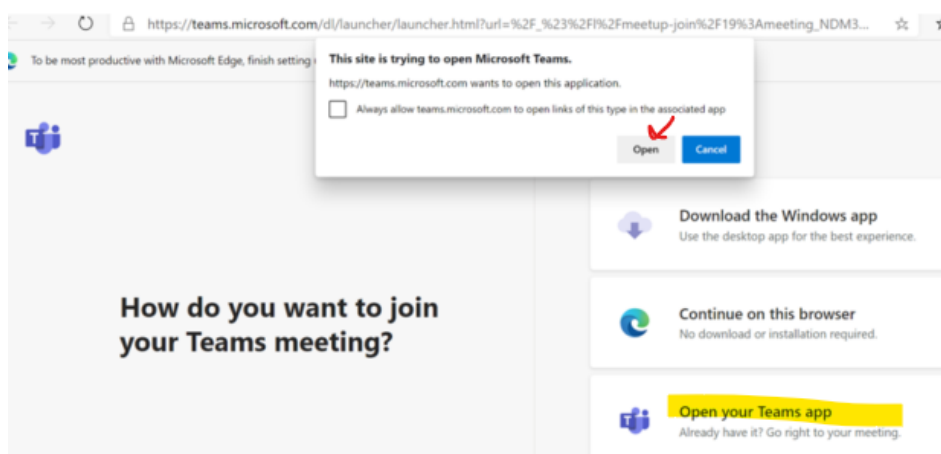 https://teams.microsoft.com/dl/launcher/launcher.html?url=%2F_%23%2Fl%2Fmeetup-join%2F19%3Ameeting_NDM3...
To be most productive with Microsoft Edge, finish setting
This site is trying to open Microsoft Teams.
https://teams.microsoft.com wants to open this application.
Always allow teams.microsoft.com to open links of this type in the associated app
Open
Cancel
Download the Windows app
Use the desktop app for the best experience.
How do you want to join
your Teams meeting?
Continue on this browser
No download or installation required.
Open your Teams app
Already have it? Go right to your meeting.